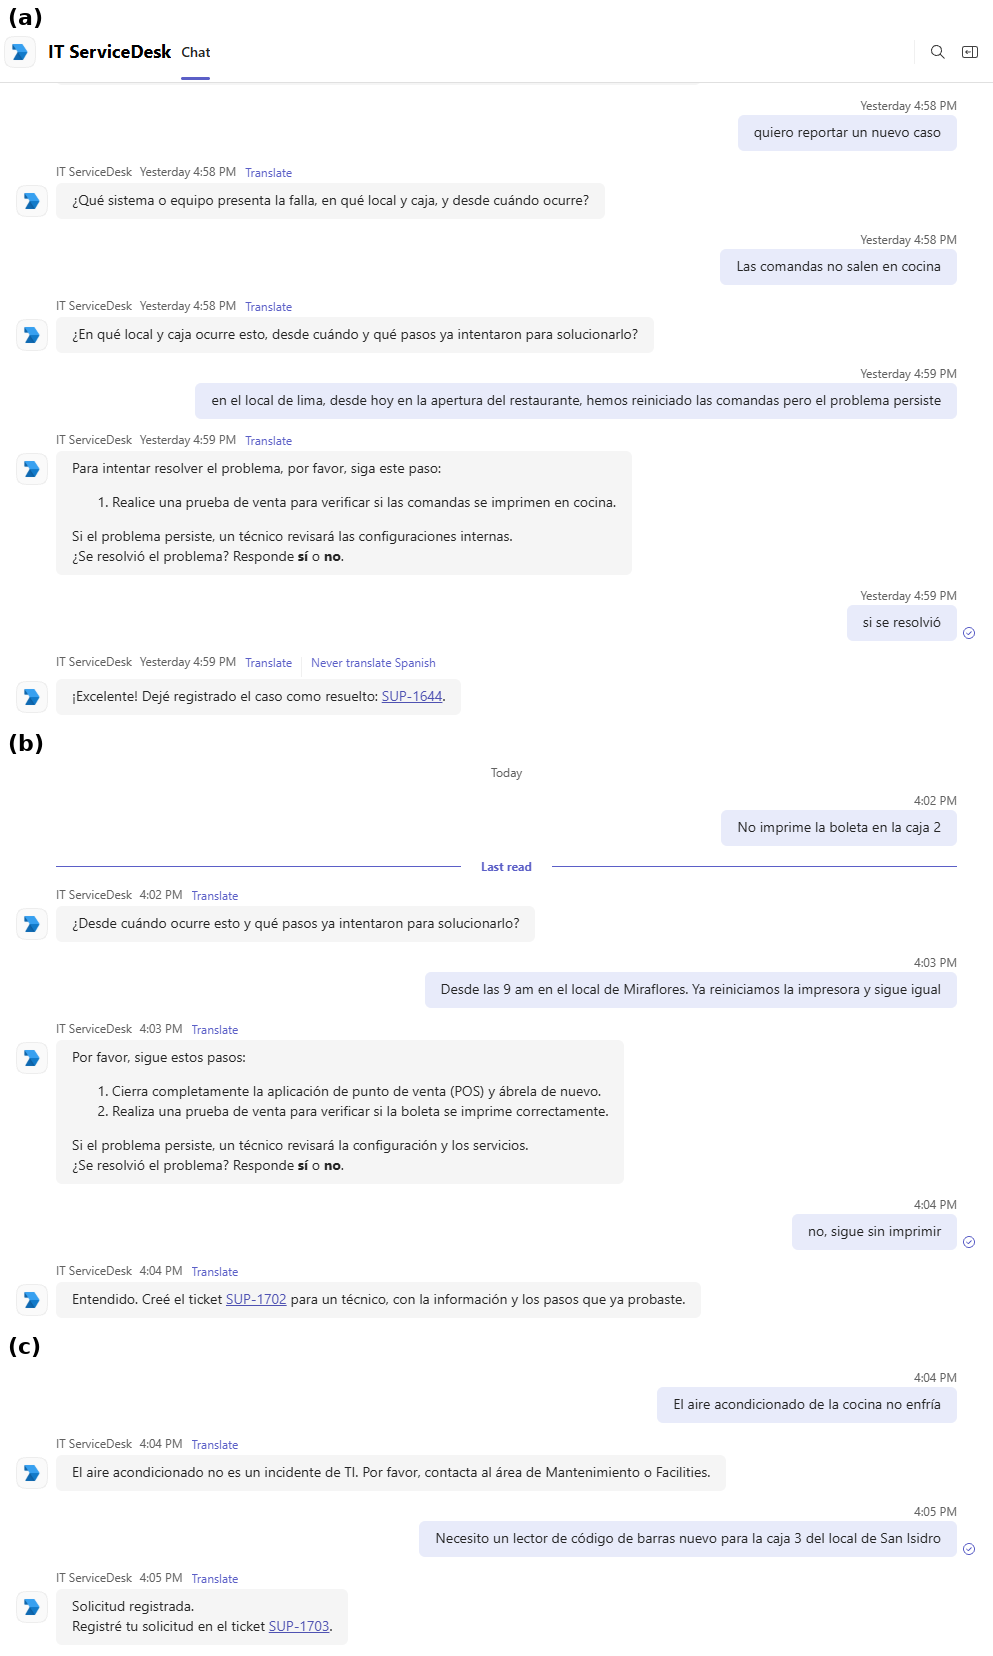 (a)
IT ServiceDesk Chat
Yesterday 4:58 PM
quiero reportar un nuevo caso
IT ServiceDesk Yesterday 4:58 PM Translate
¿Qué sistema o equipo presenta la falla, en qué local y caja, y desde cuándo ocurre?
Yesterday 4:58 PM
Las comandas no salen en cocina
IT ServiceDesk Yesterday 4:58 PM Translate
¿En qué local y caja ocurre esto, desde cuándo y qué pasos ya intentaron para solucionarlo?
Yesterday 4:59 PM
en el local de lima, desde hoy en la apertura del restaurante, hemos reiniciado las comandas pero el problema persiste
IT ServiceDesk Yesterday 4:59 PM Translate
Para intentar resolver el problema, por favor, siga este paso:
1. Realice una prueba de venta para verificar si las comandas se imprimen en cocina.
Si el problema persiste, un técnico revisará las configuraciones internas.
¿Se resolvió el problema? Responde sí o no.
Yesterday 4:59 PM
si se resolvió
IT ServiceDesk Yesterday 4:59 PM Translate Never translate Spanish
¡Excelente! Dejé registrado el caso como resuelto: SUP-1644.
(b)
Today
4:02 PM
No imprime la boleta en la caja 2
Last read
IT ServiceDesk 4:02 PM Translate
¿Desde cuándo ocurre esto y qué pasos ya intentaron para solucionarlo?
4:03 PM
Desde las 9 am en el local de Miraflores. Ya reiniciamos la impresora y sigue igual
IT ServiceDesk 4:03 PM Translate
Por favor, sigue estos pasos:
1. Cierra completamente la aplicación de punto de venta (POS) y ábrela de nuevo.
2. Realiza una prueba de venta para verificar si la boleta se imprime correctamente.
Si el problema persiste, un técnico revisará la configuración y los servicios.
¿Se resolvió el problema? Responde sí o no.
4:04 PM
no, sigue sin imprimir
IT ServiceDesk 4:04 PM Translate
Entendido. Creé el ticket SUP-1702 para un técnico, con la información y los pasos que ya probaste.
(c)
4:04 PM
El aire acondicionado de la cocina no enfría
IT ServiceDesk 4:04 PM Translate
El aire acondicionado no es un incidente de TI. Por favor, contacta al área de Mantenimiento o Facilities.
4:05 PM
Necesito un lector de código de barras nuevo para la caja 3 del local de San Isidro
IT ServiceDesk 4:05 PM Translate
Solicitud registrada.
Registré tu solicitud en el ticket SUP-1703.